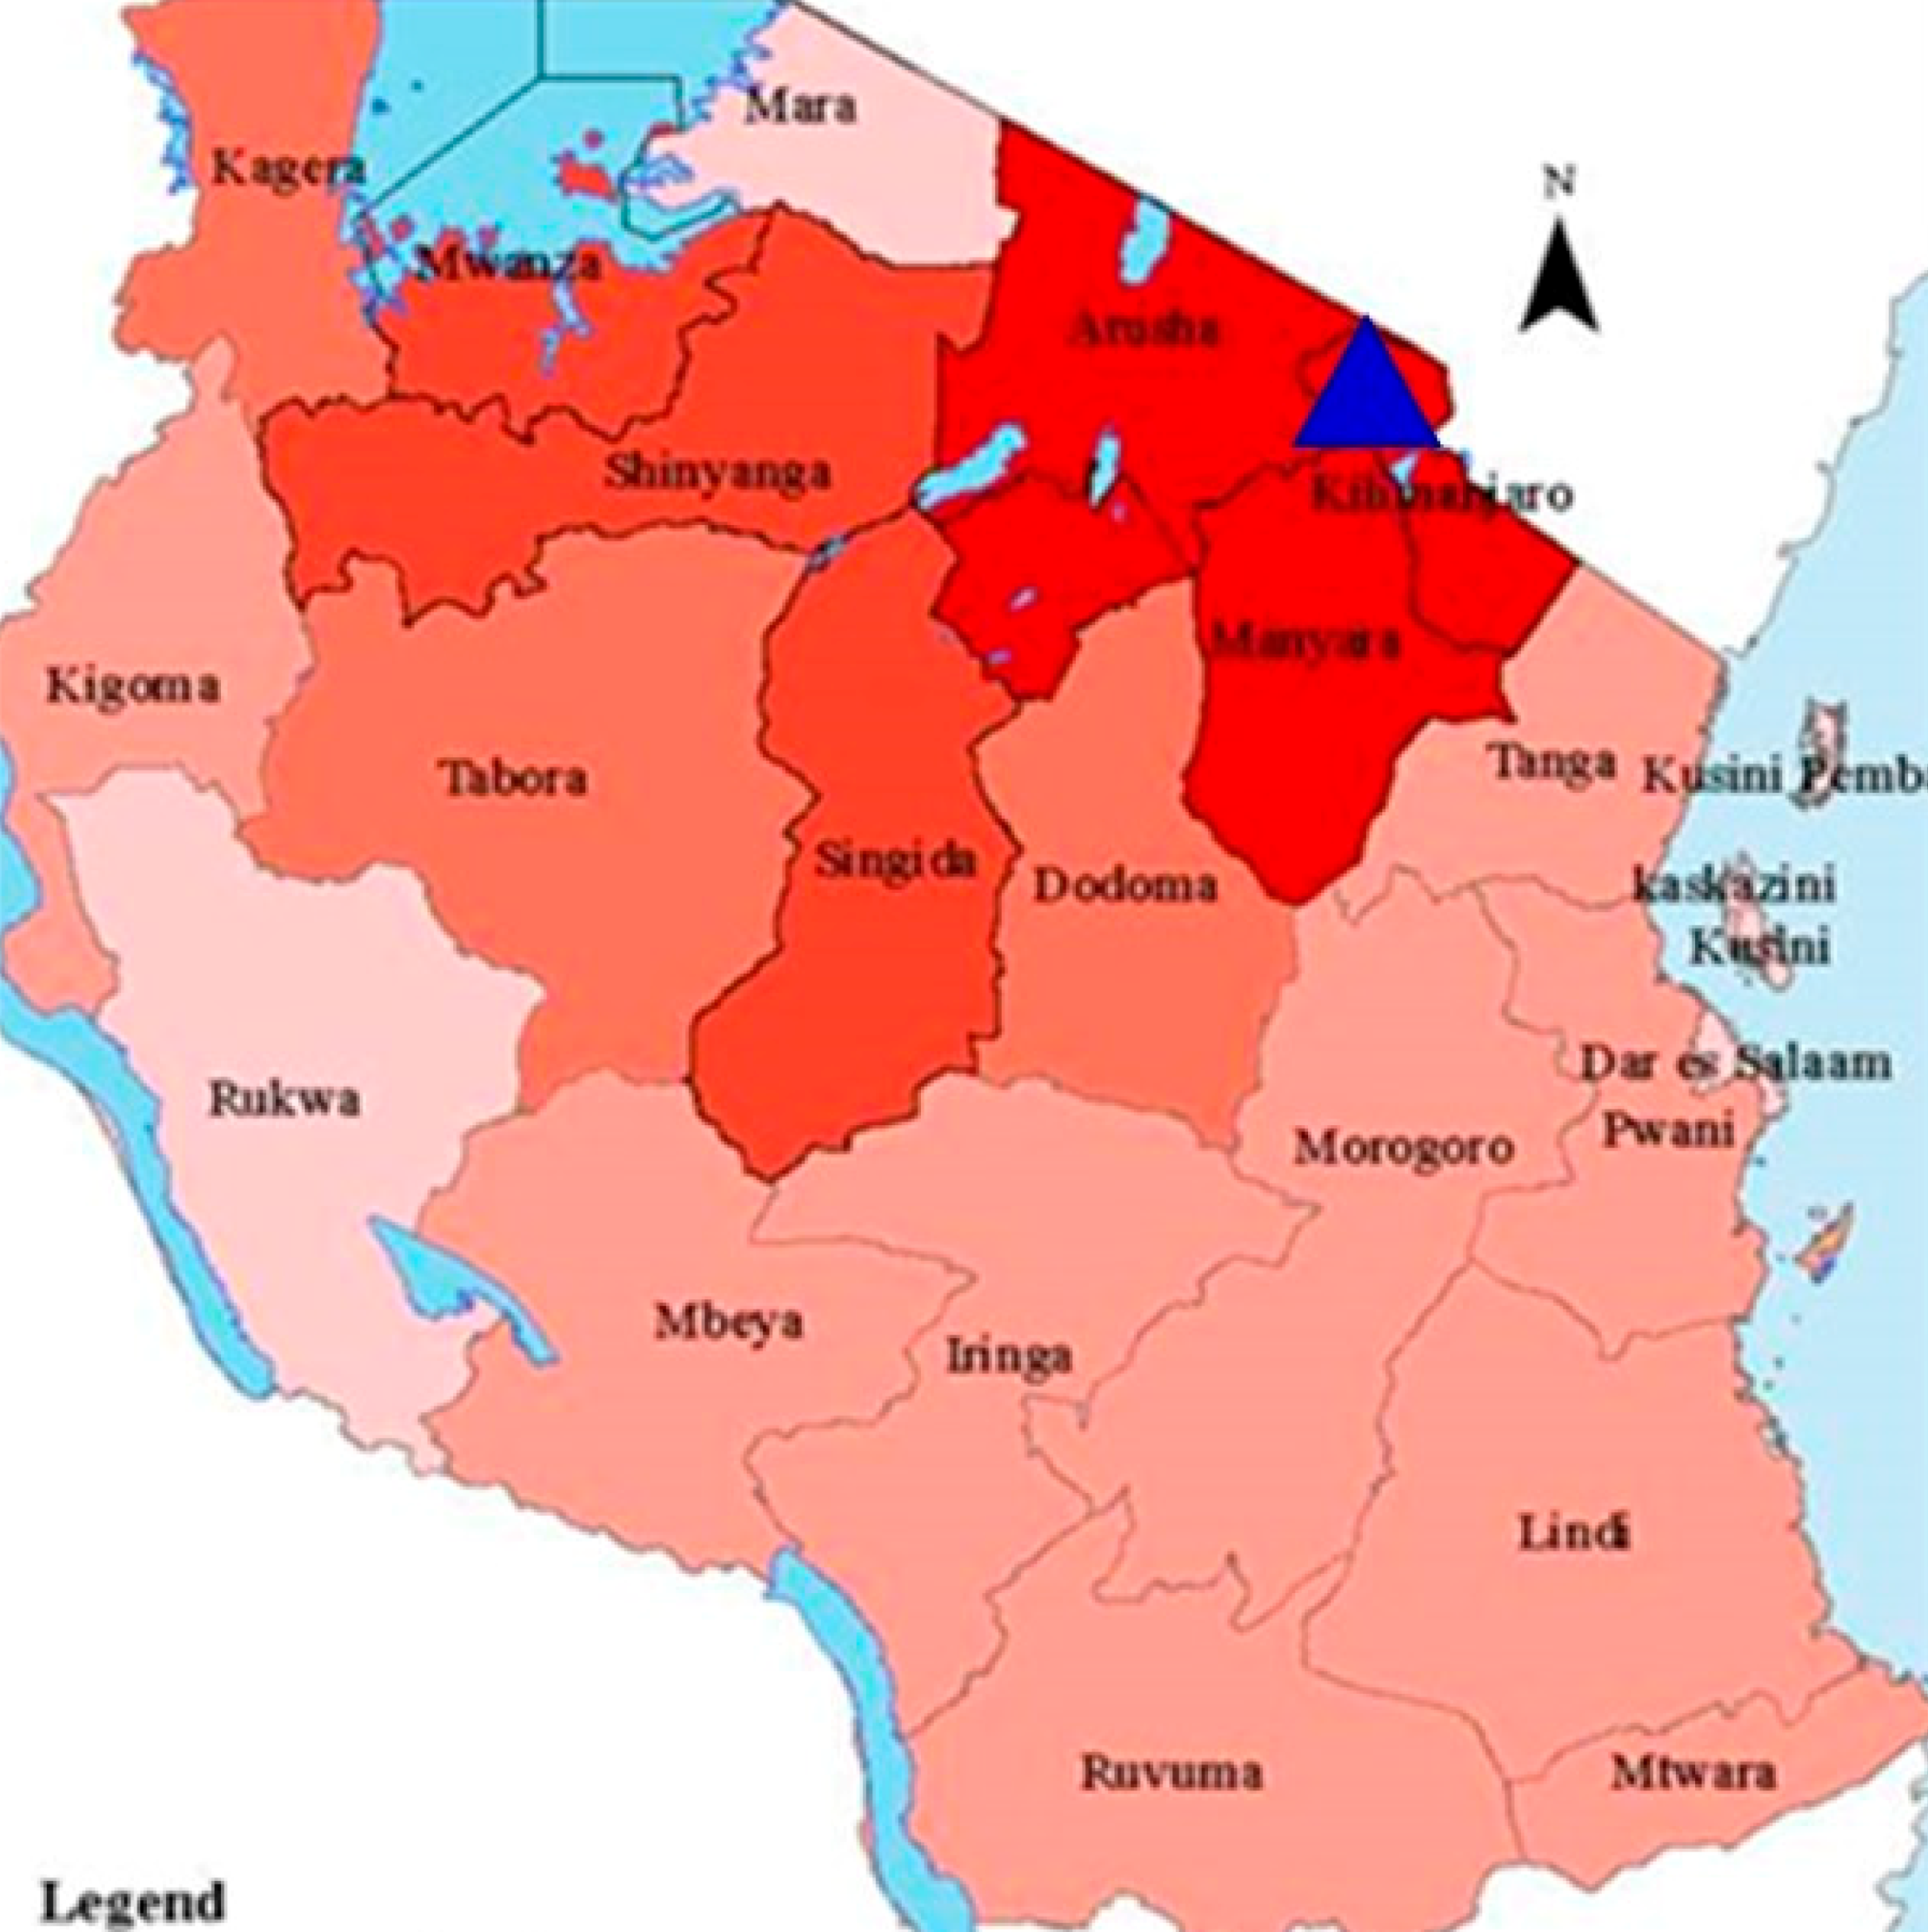 Mara
Kagera
N
Mwanza
Arusha
Shinyanga
Kilimanjaro
Manyara
Kigoma
Tanga
Kusini Pemb
Tabora
Singida
Dodoma
kaskazini
Kusini
Dar es Salaam
Rukwa
Pwani
Morogoro
Mbeya
Iringa
Lindi
Ruvuma
Mtwara
Legend